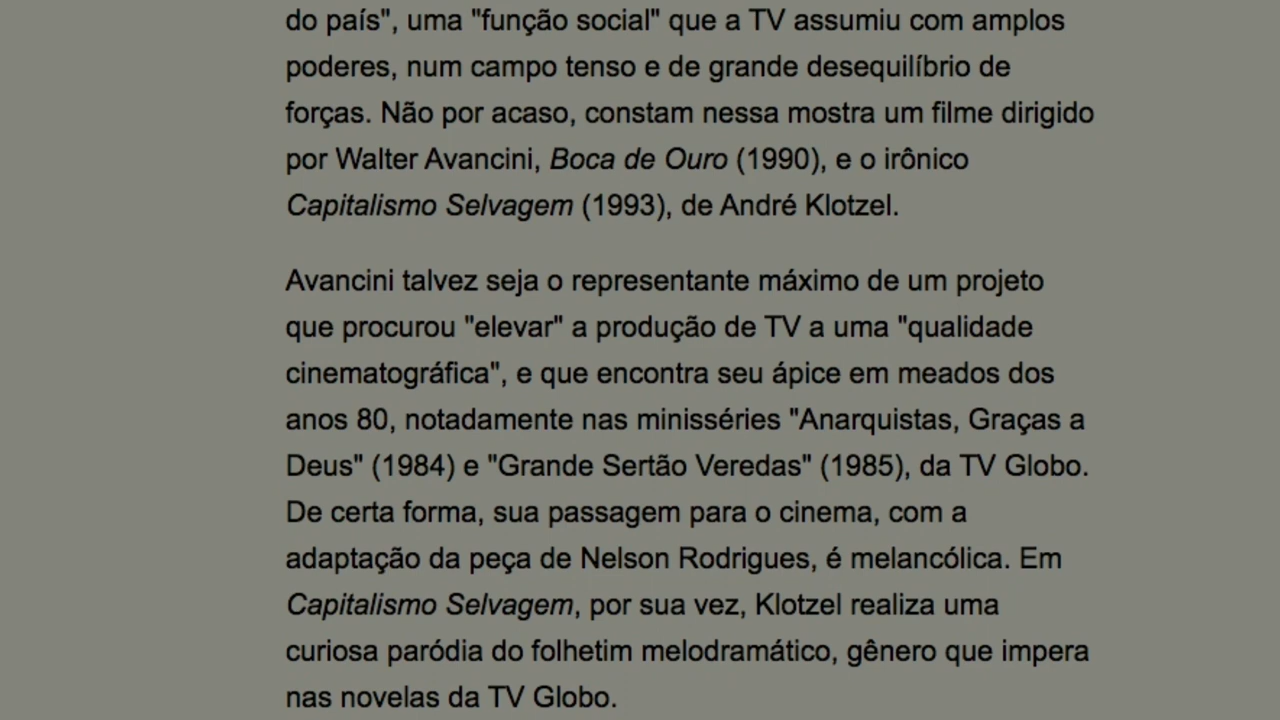 do país", uma "função social" que a TV assumiu com amplos
poderes, num campo tenso e de grande desequilíbrio de
forças. Não por acaso, constam nessa mostra um filme dirigido
por Walter Avancini, Boca de Ouro (1990), e o irônico
Capitalismo Selvagem (1993), de André Klotzel.
Avancini talvez seja o representante máximo de um projeto
que procurou "elevar" a produção de TV a uma "qualidade
cinematográfica", e que encontra seu ápice em meados dos
anos 80, notadamente nas minisséries "Anarquistas, Graças a
Deus" (1984) e "Grande Sertão Veredas" (1985), da TV Globo.
De certa forma, sua passagem para o cinema, com a
adaptação da peça de Nelson Rodrigues, é melancólica. Em
Capitalismo Selvagem, por sua vez, Klotzel realiza uma
curiosa paródia do folhetim melodramático, gênero que impera
nas novelas da TV Globo.